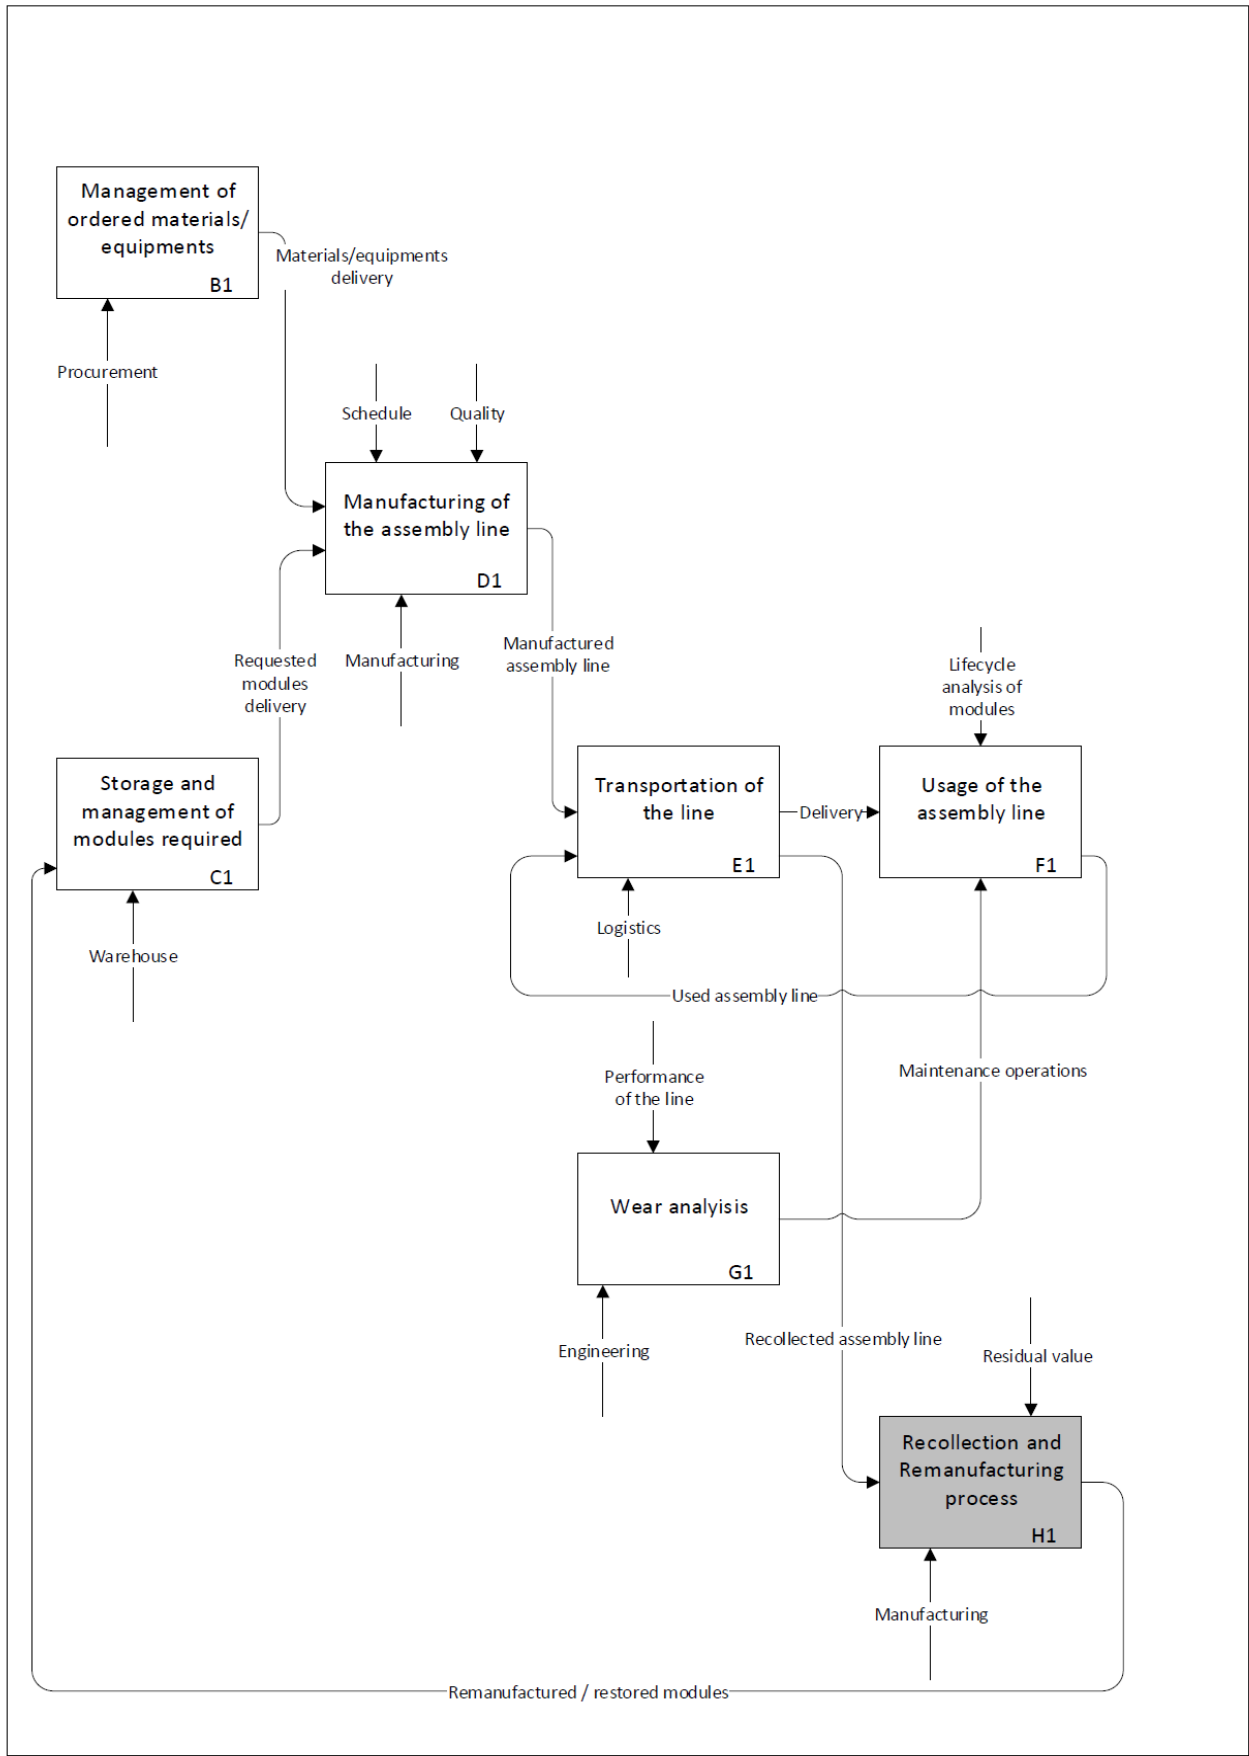 Management of
ordered materials/
equipments
B1
Materials/equipments
delivery
Procurement
Schedule
Quality
Manufacturing of
the assembly line
D1
Requested
modules
delivery
Manufacturing
Manufactured
assembly line
Lifecycle
analysis of
modules
Storage and
management of
modules required
C1
Transportation of
the line
E1
Delivery
Usage of the
assembly line
F1
Warehouse
Logistics
Used assembly line
Performance
of the line
Maintenance operations
Wear analyisis
G1
Engineering
Recollected assembly line
Residual value
Recollection and
Remanufacturing
process
H1
Manufacturing
Remanufactured / restored modules